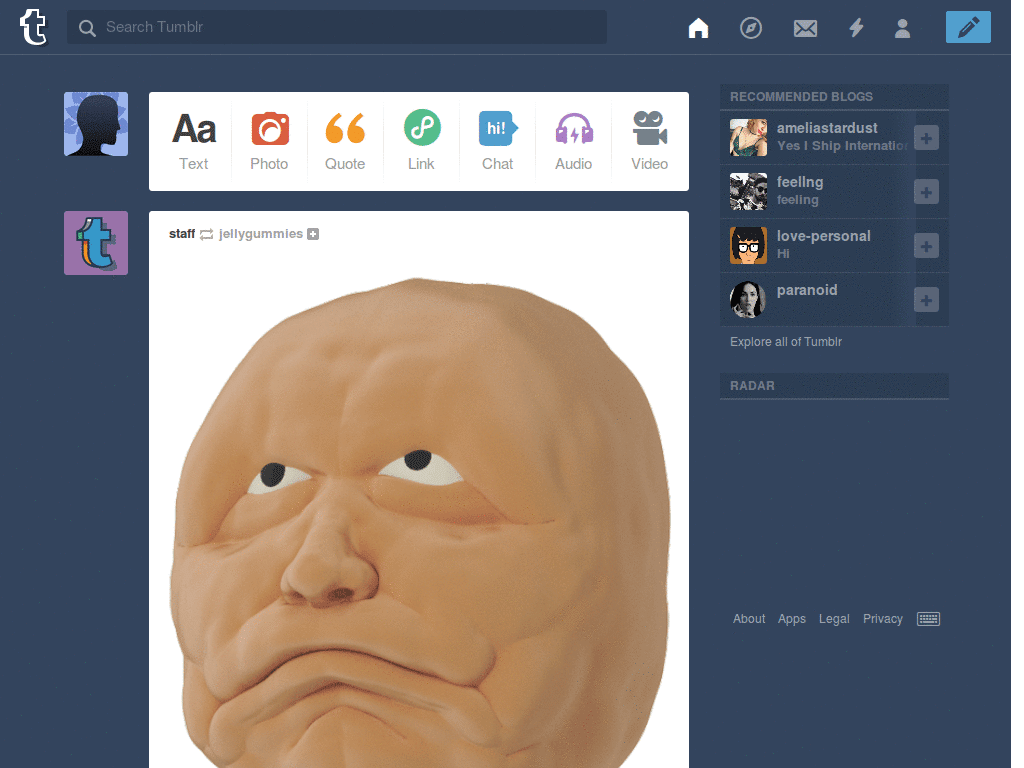 Search Tumblr
Aa
hi!
Text Photo Quote Link Chat Audio Video
staff jellygummies
RECOMMENDED BLOGS
ameliastardust
Yes I Ship
feellng
feeling
love-personal
Hi
paranoid
Explore all of Tumblr
RADAR
About Apps Legal Privacy